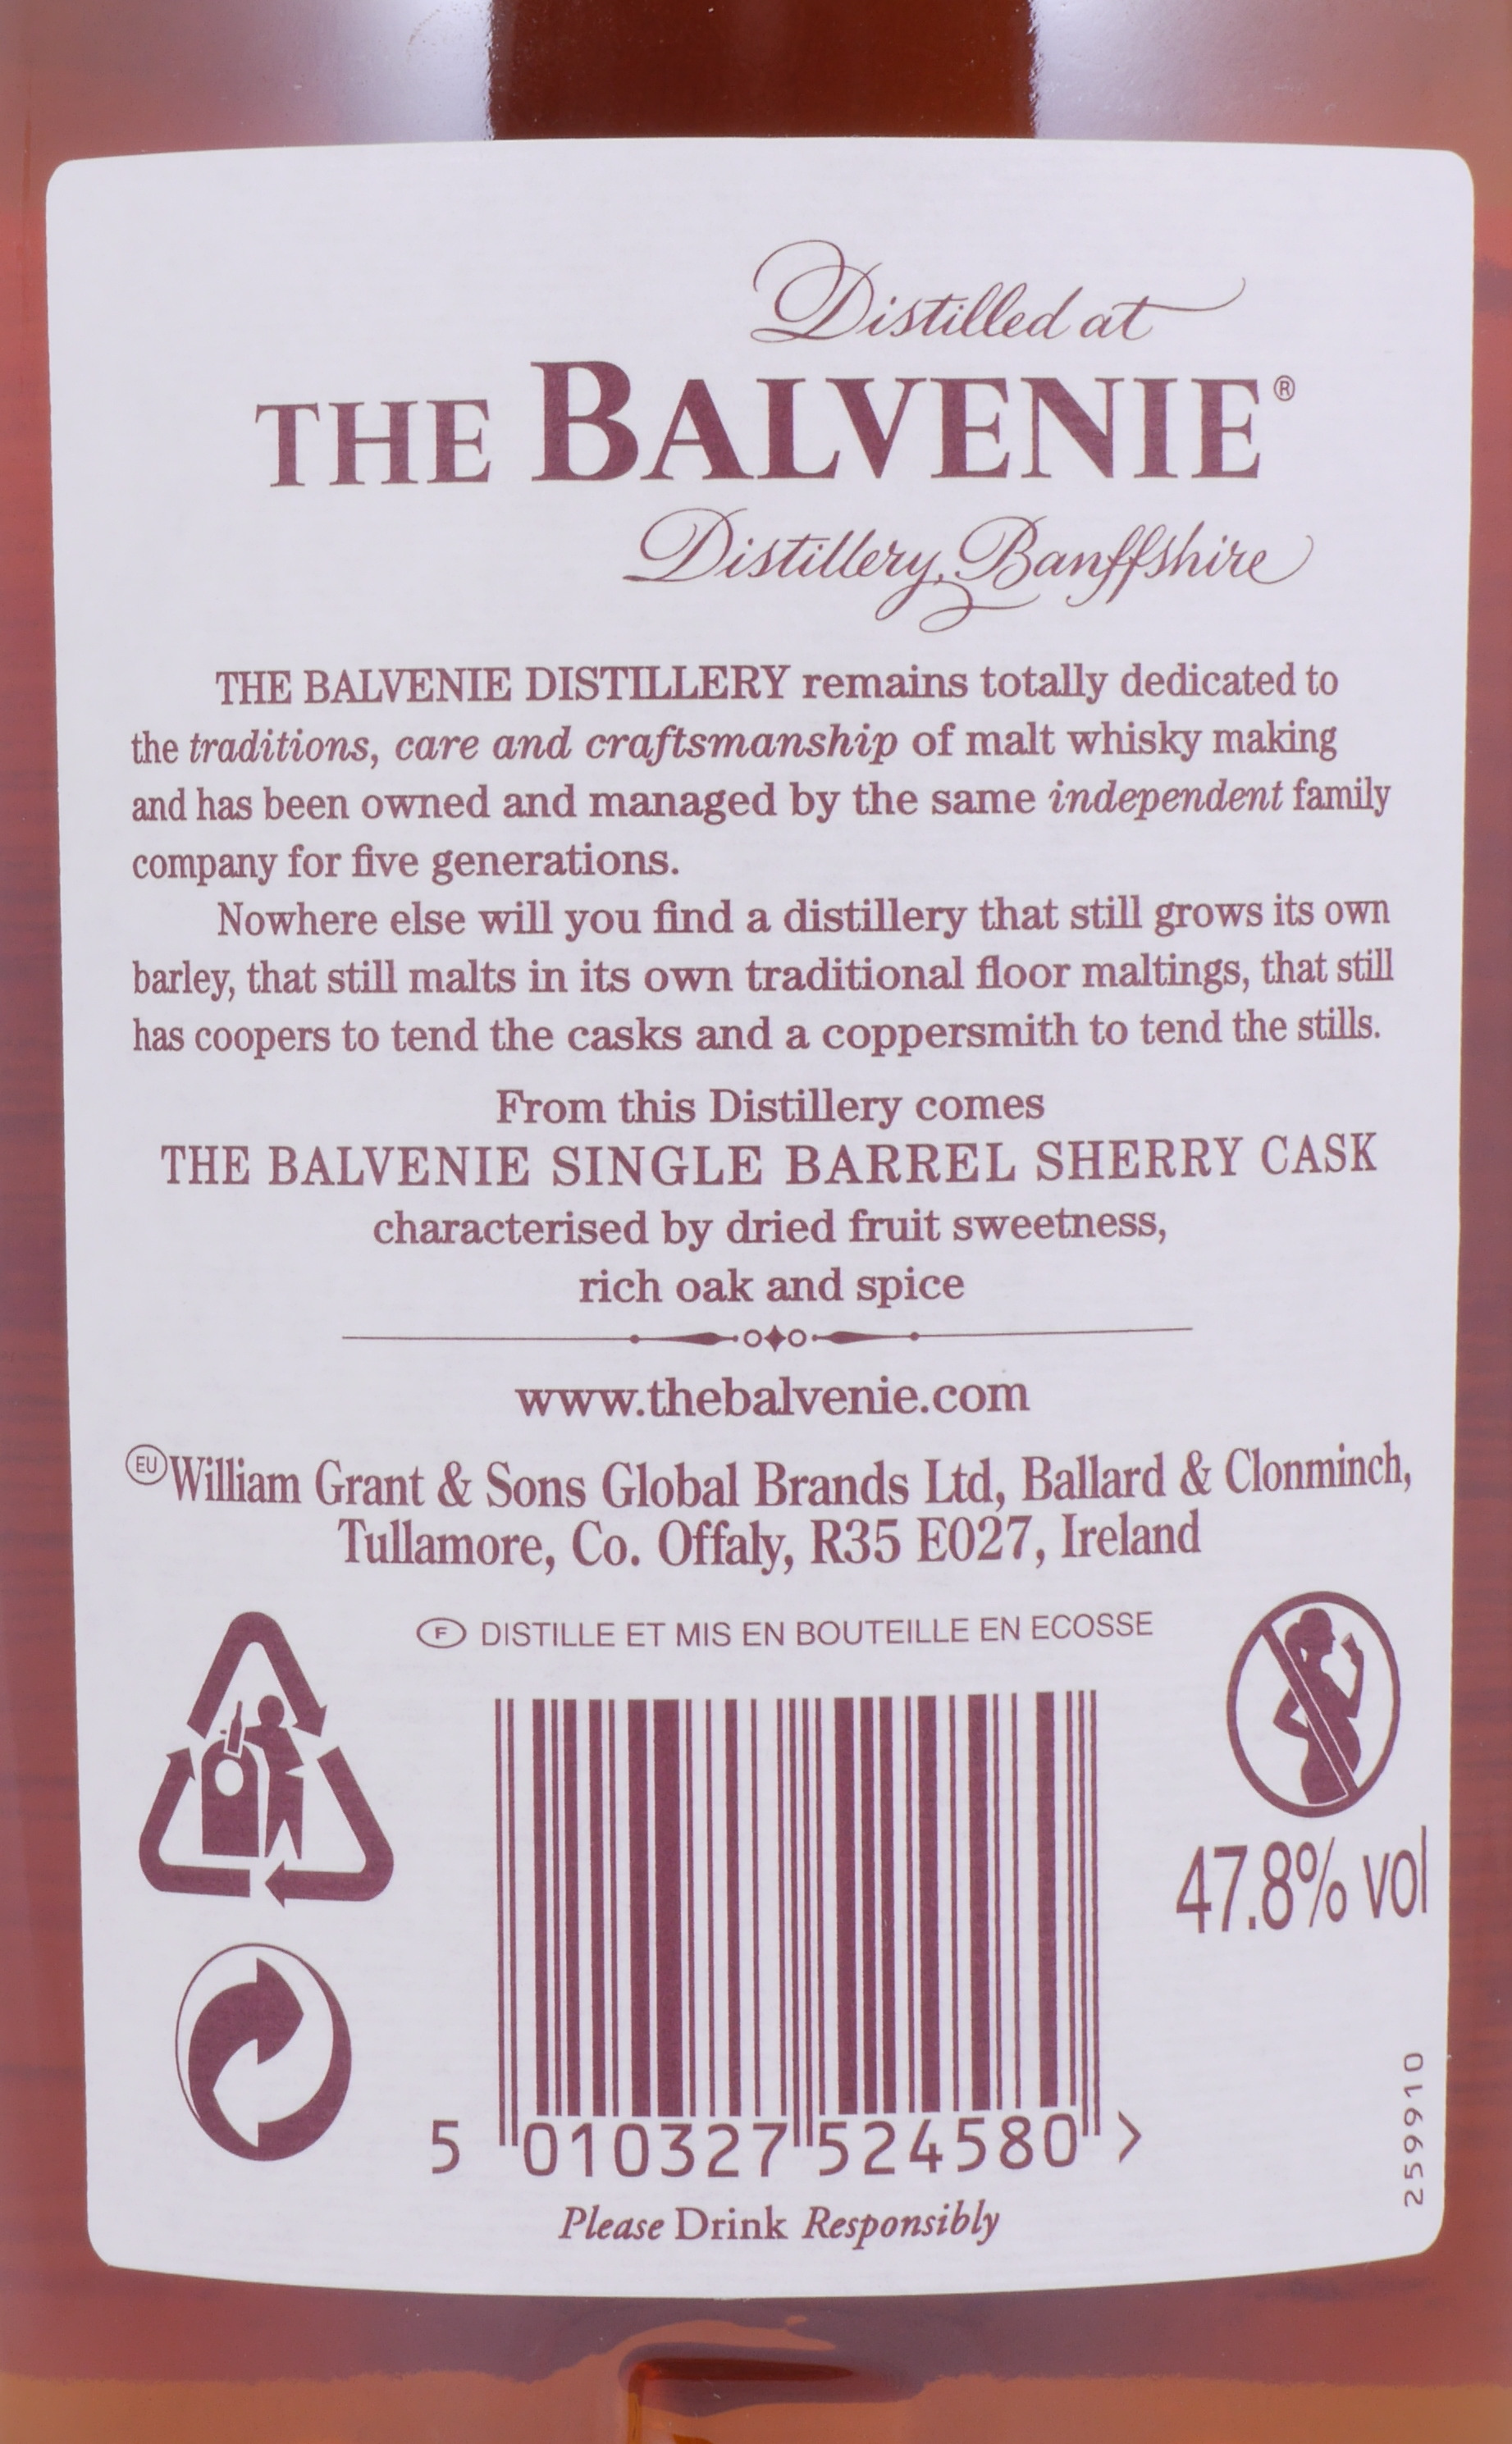 Distilled at
THE BALVENIE®
Distillery, Banffshire
THE BALVENIE DISTILLERY remains totally dedicated to
the traditions, care and craftsmanship of malt whisky making
and has been owned and managed by the same independent family
company for five generations.
Nowhere else will you find a distillery that still grows its own
barley, that still malts in its own traditional floor maltings, that still
has coopers to tend the casks and a coppersmith to tend the stills.
From this Distillery comes
THE BALVENIE SINGLE BARREL SHERRY CASK
characterised by dried fruit sweetness,
rich oak and spice
www.thebalvenie.com
EU William Grant & Sons Global Brands Ltd, Ballard & Clonminch,
Tullamore, Co. Offaly, R35 E027, Ireland
F DISTILLE ET MIS EN BOUTEILLE EN ECOSSE
47.8% vol
5 010327 524580 >
259910
Please Drink Responsibly